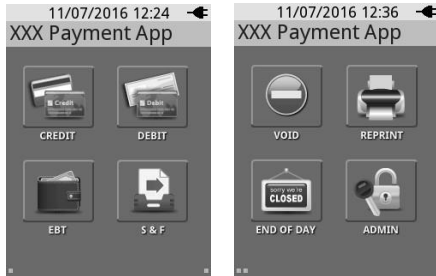 11/07/2016 12:24
XXX Payment App
Credit
Debit
CREDIT
DEBIT
EBT
S & F
11/07/2016 12:36
XXX Payment App
VOID
REPRINT
sorry we're
CLOSED
END OF DAY
ADMIN